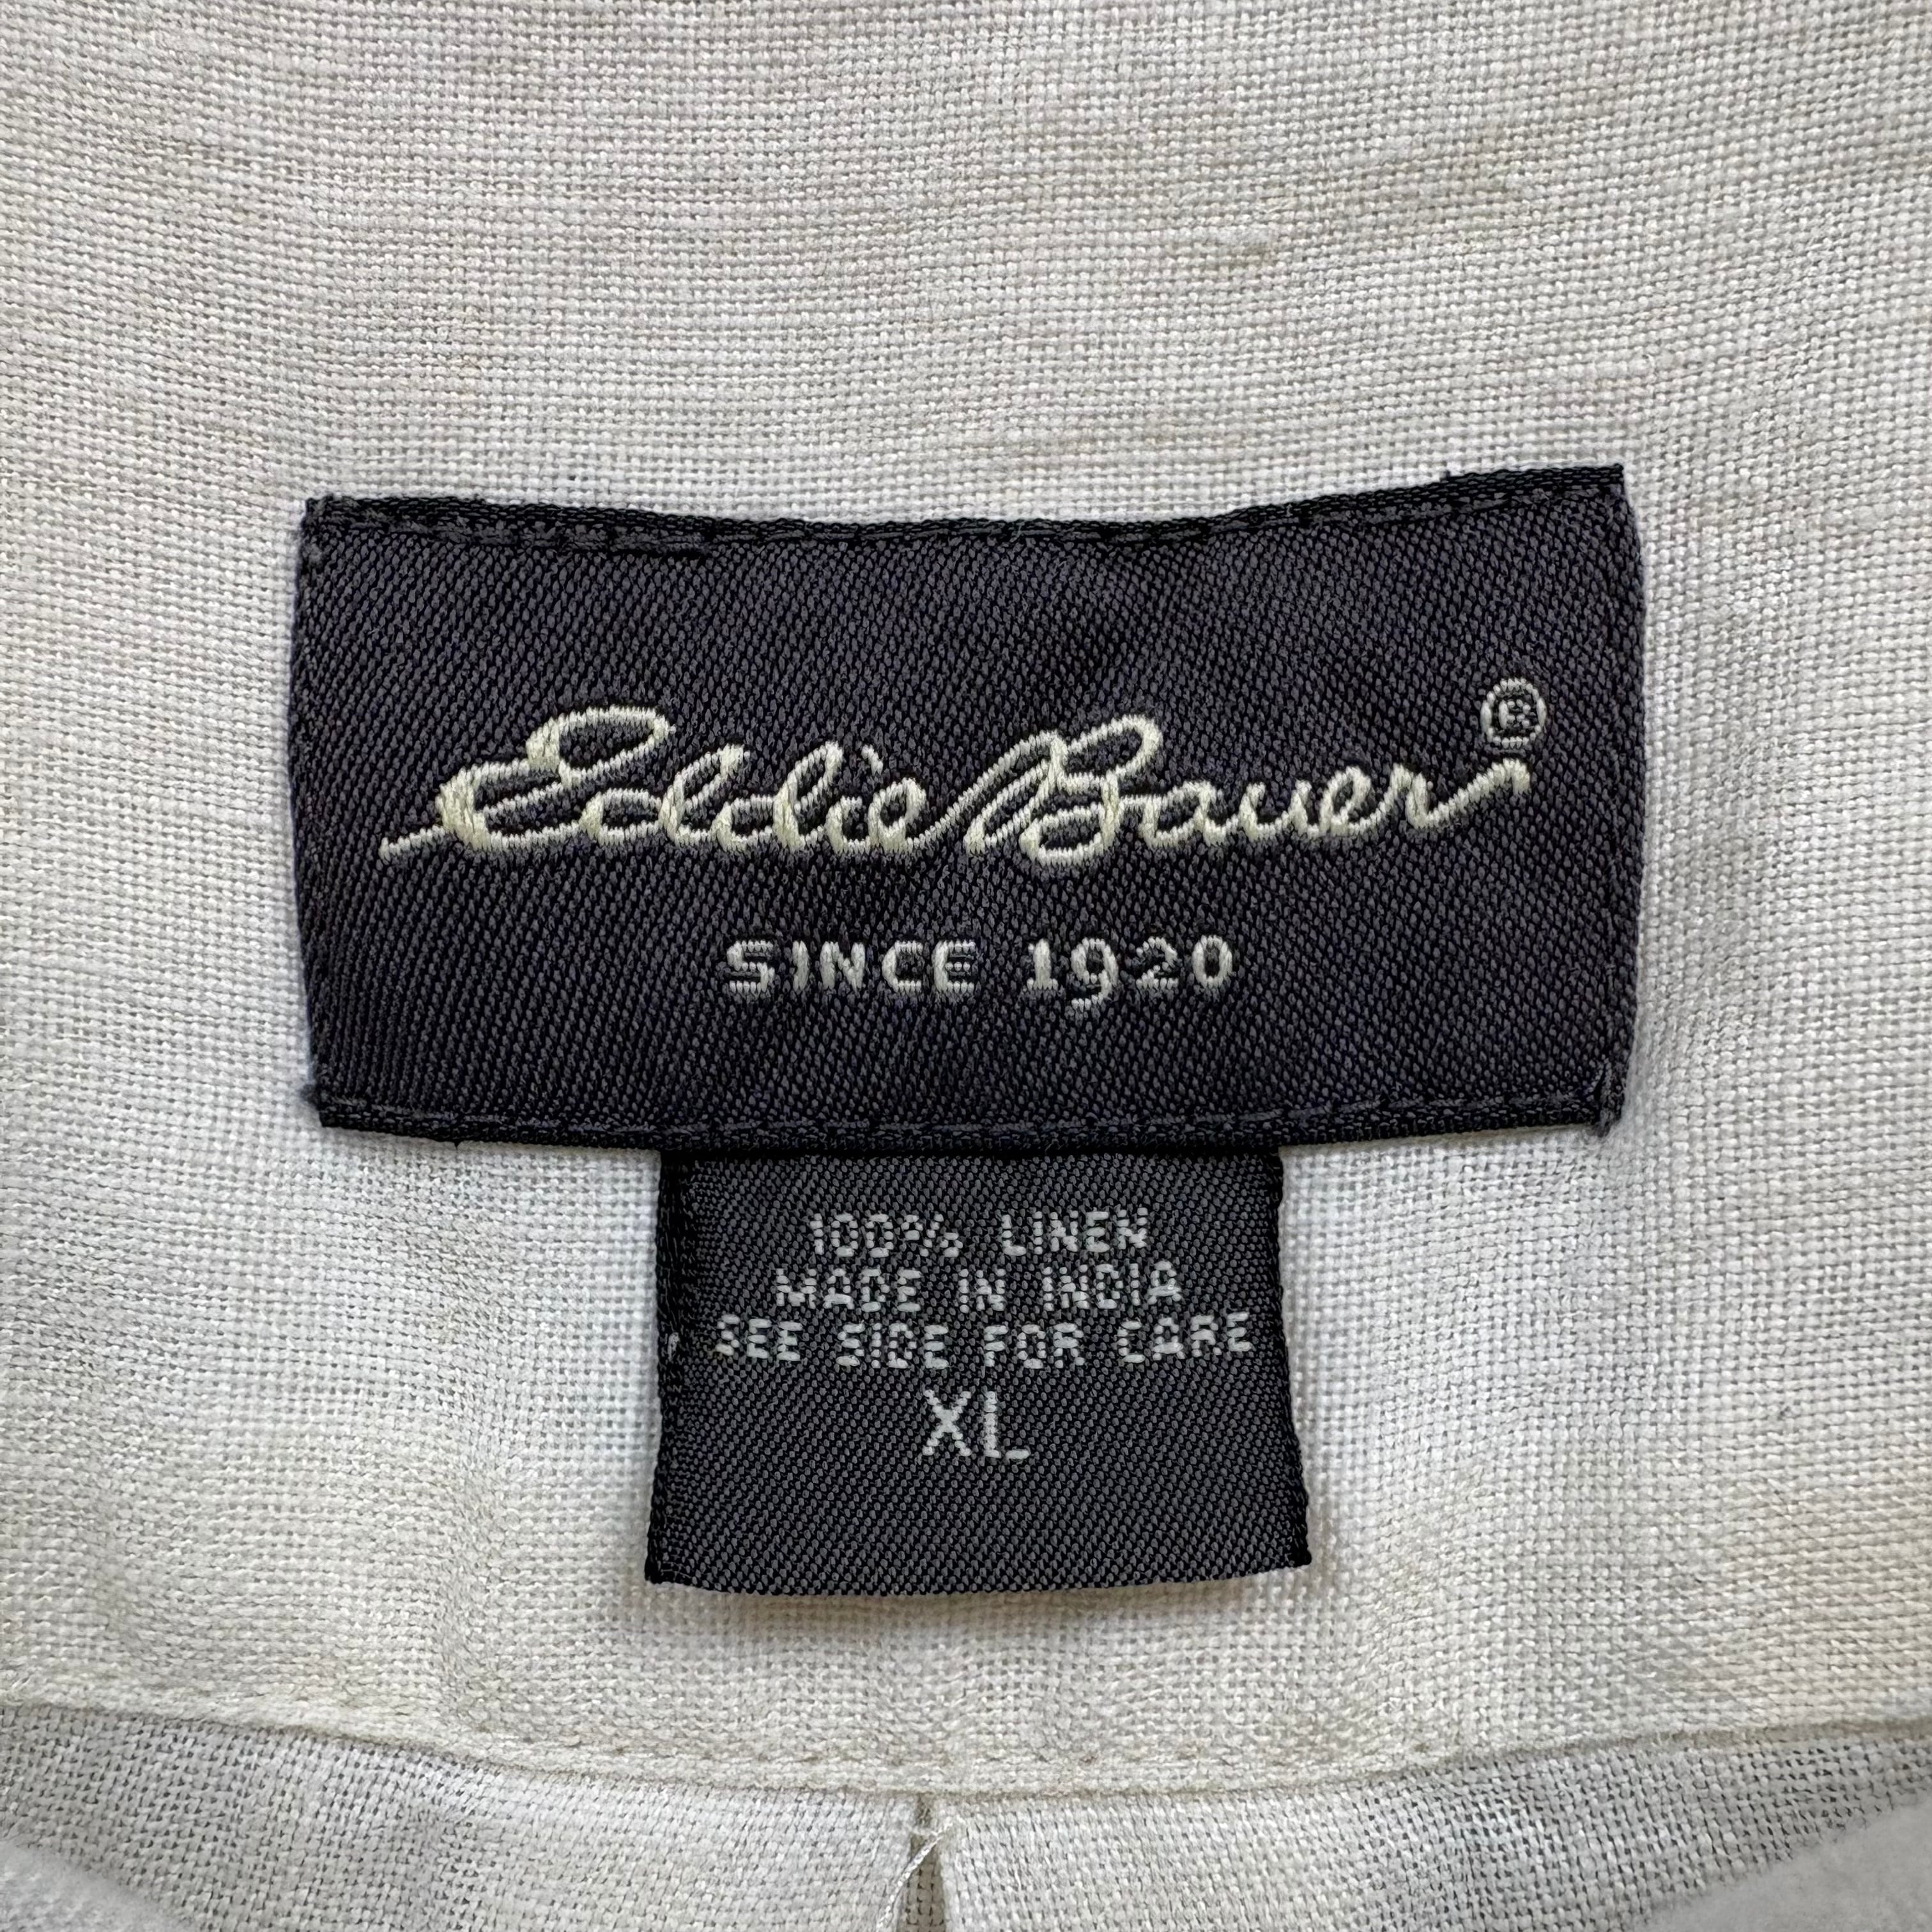 Eddie Bauer®
SINCE 1920
100% LINEN
MADE IN INDIA
SEE SIDE FOR CARE
XL